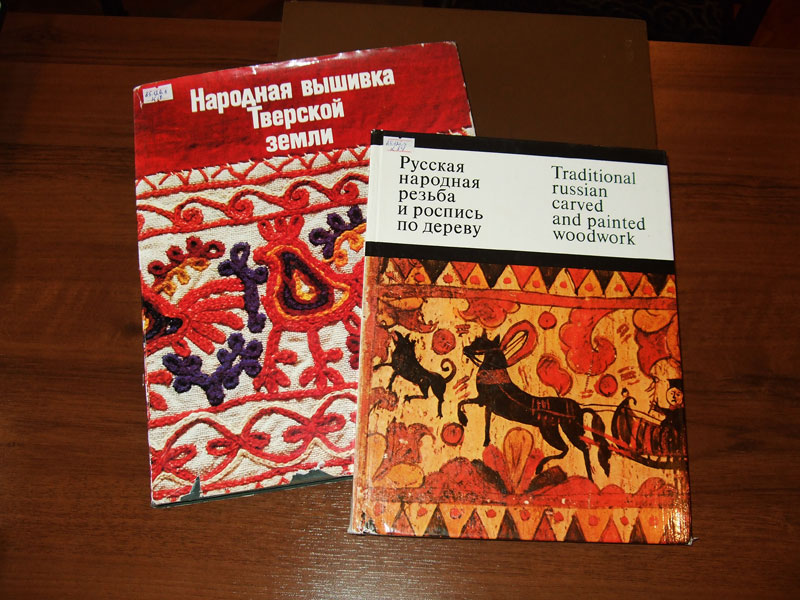 Народная вышивка
Тверской
земли
Русская
народная
резьба
и роспись
по дереву
Traditional
russian
carved
and painted
woodwork